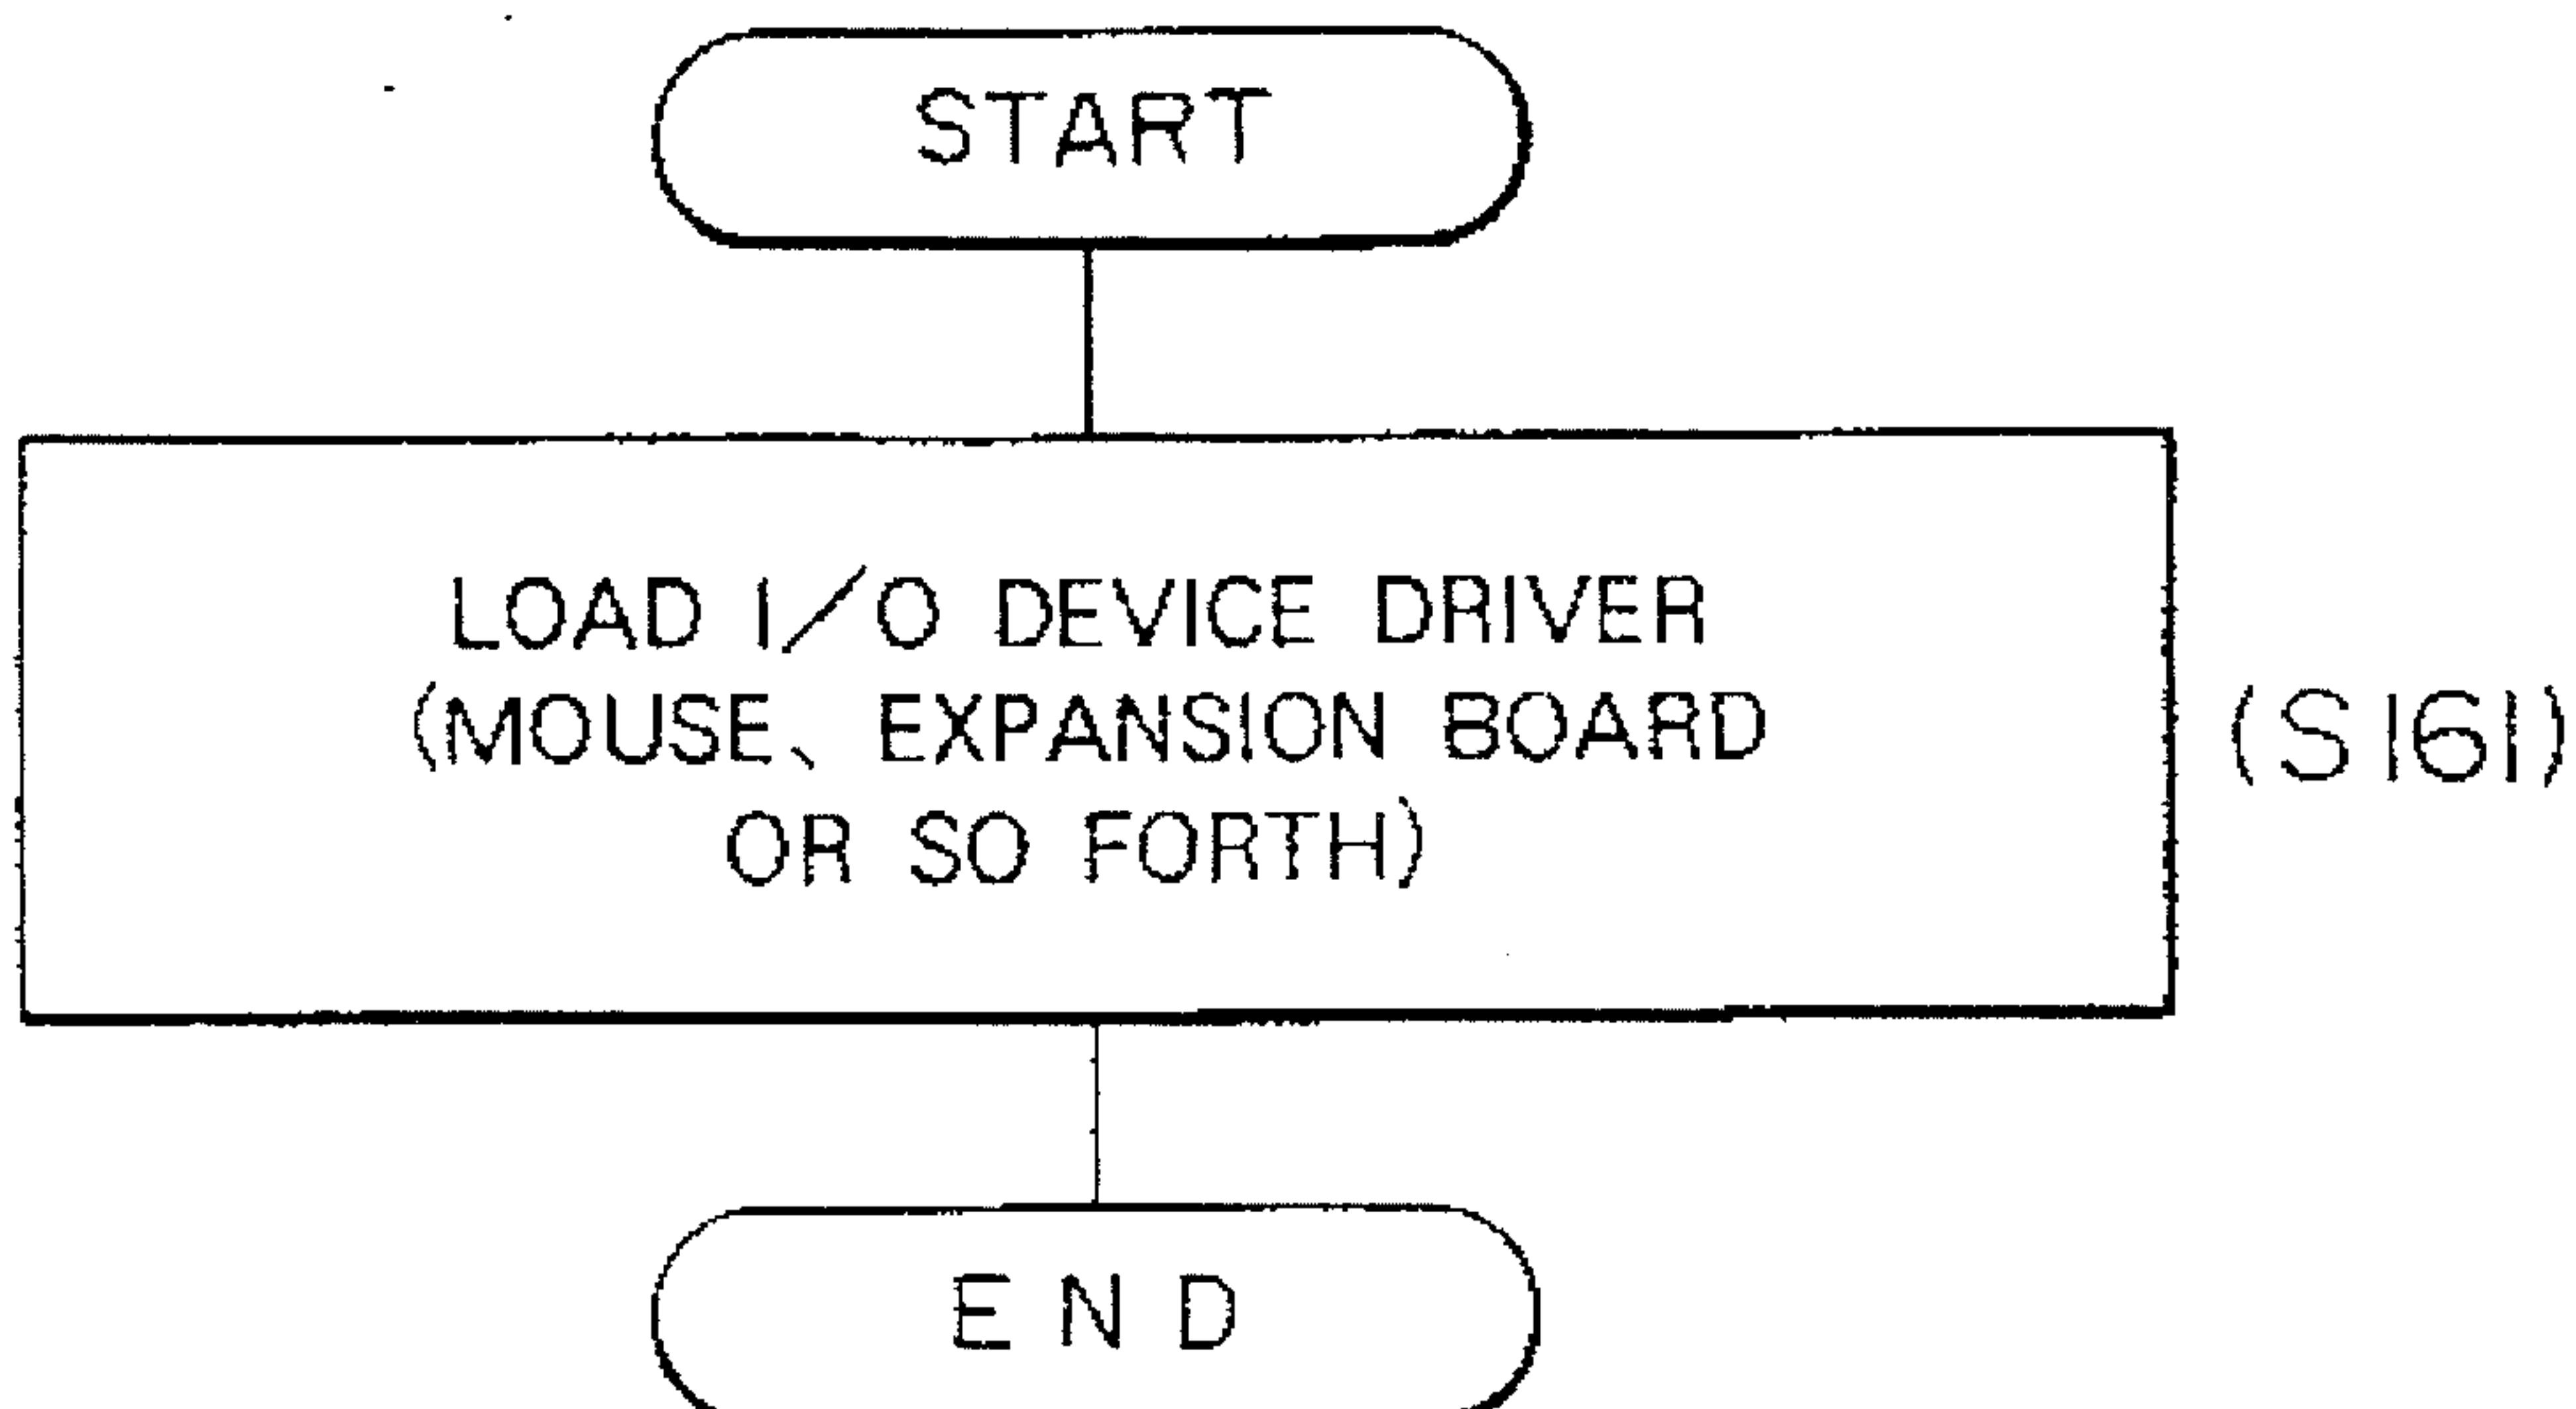 START
LOAD I/O DEVICE DRIVER
(MOUSE、EXPANSION BOARD
OR SO FORTH)
(S161)
END